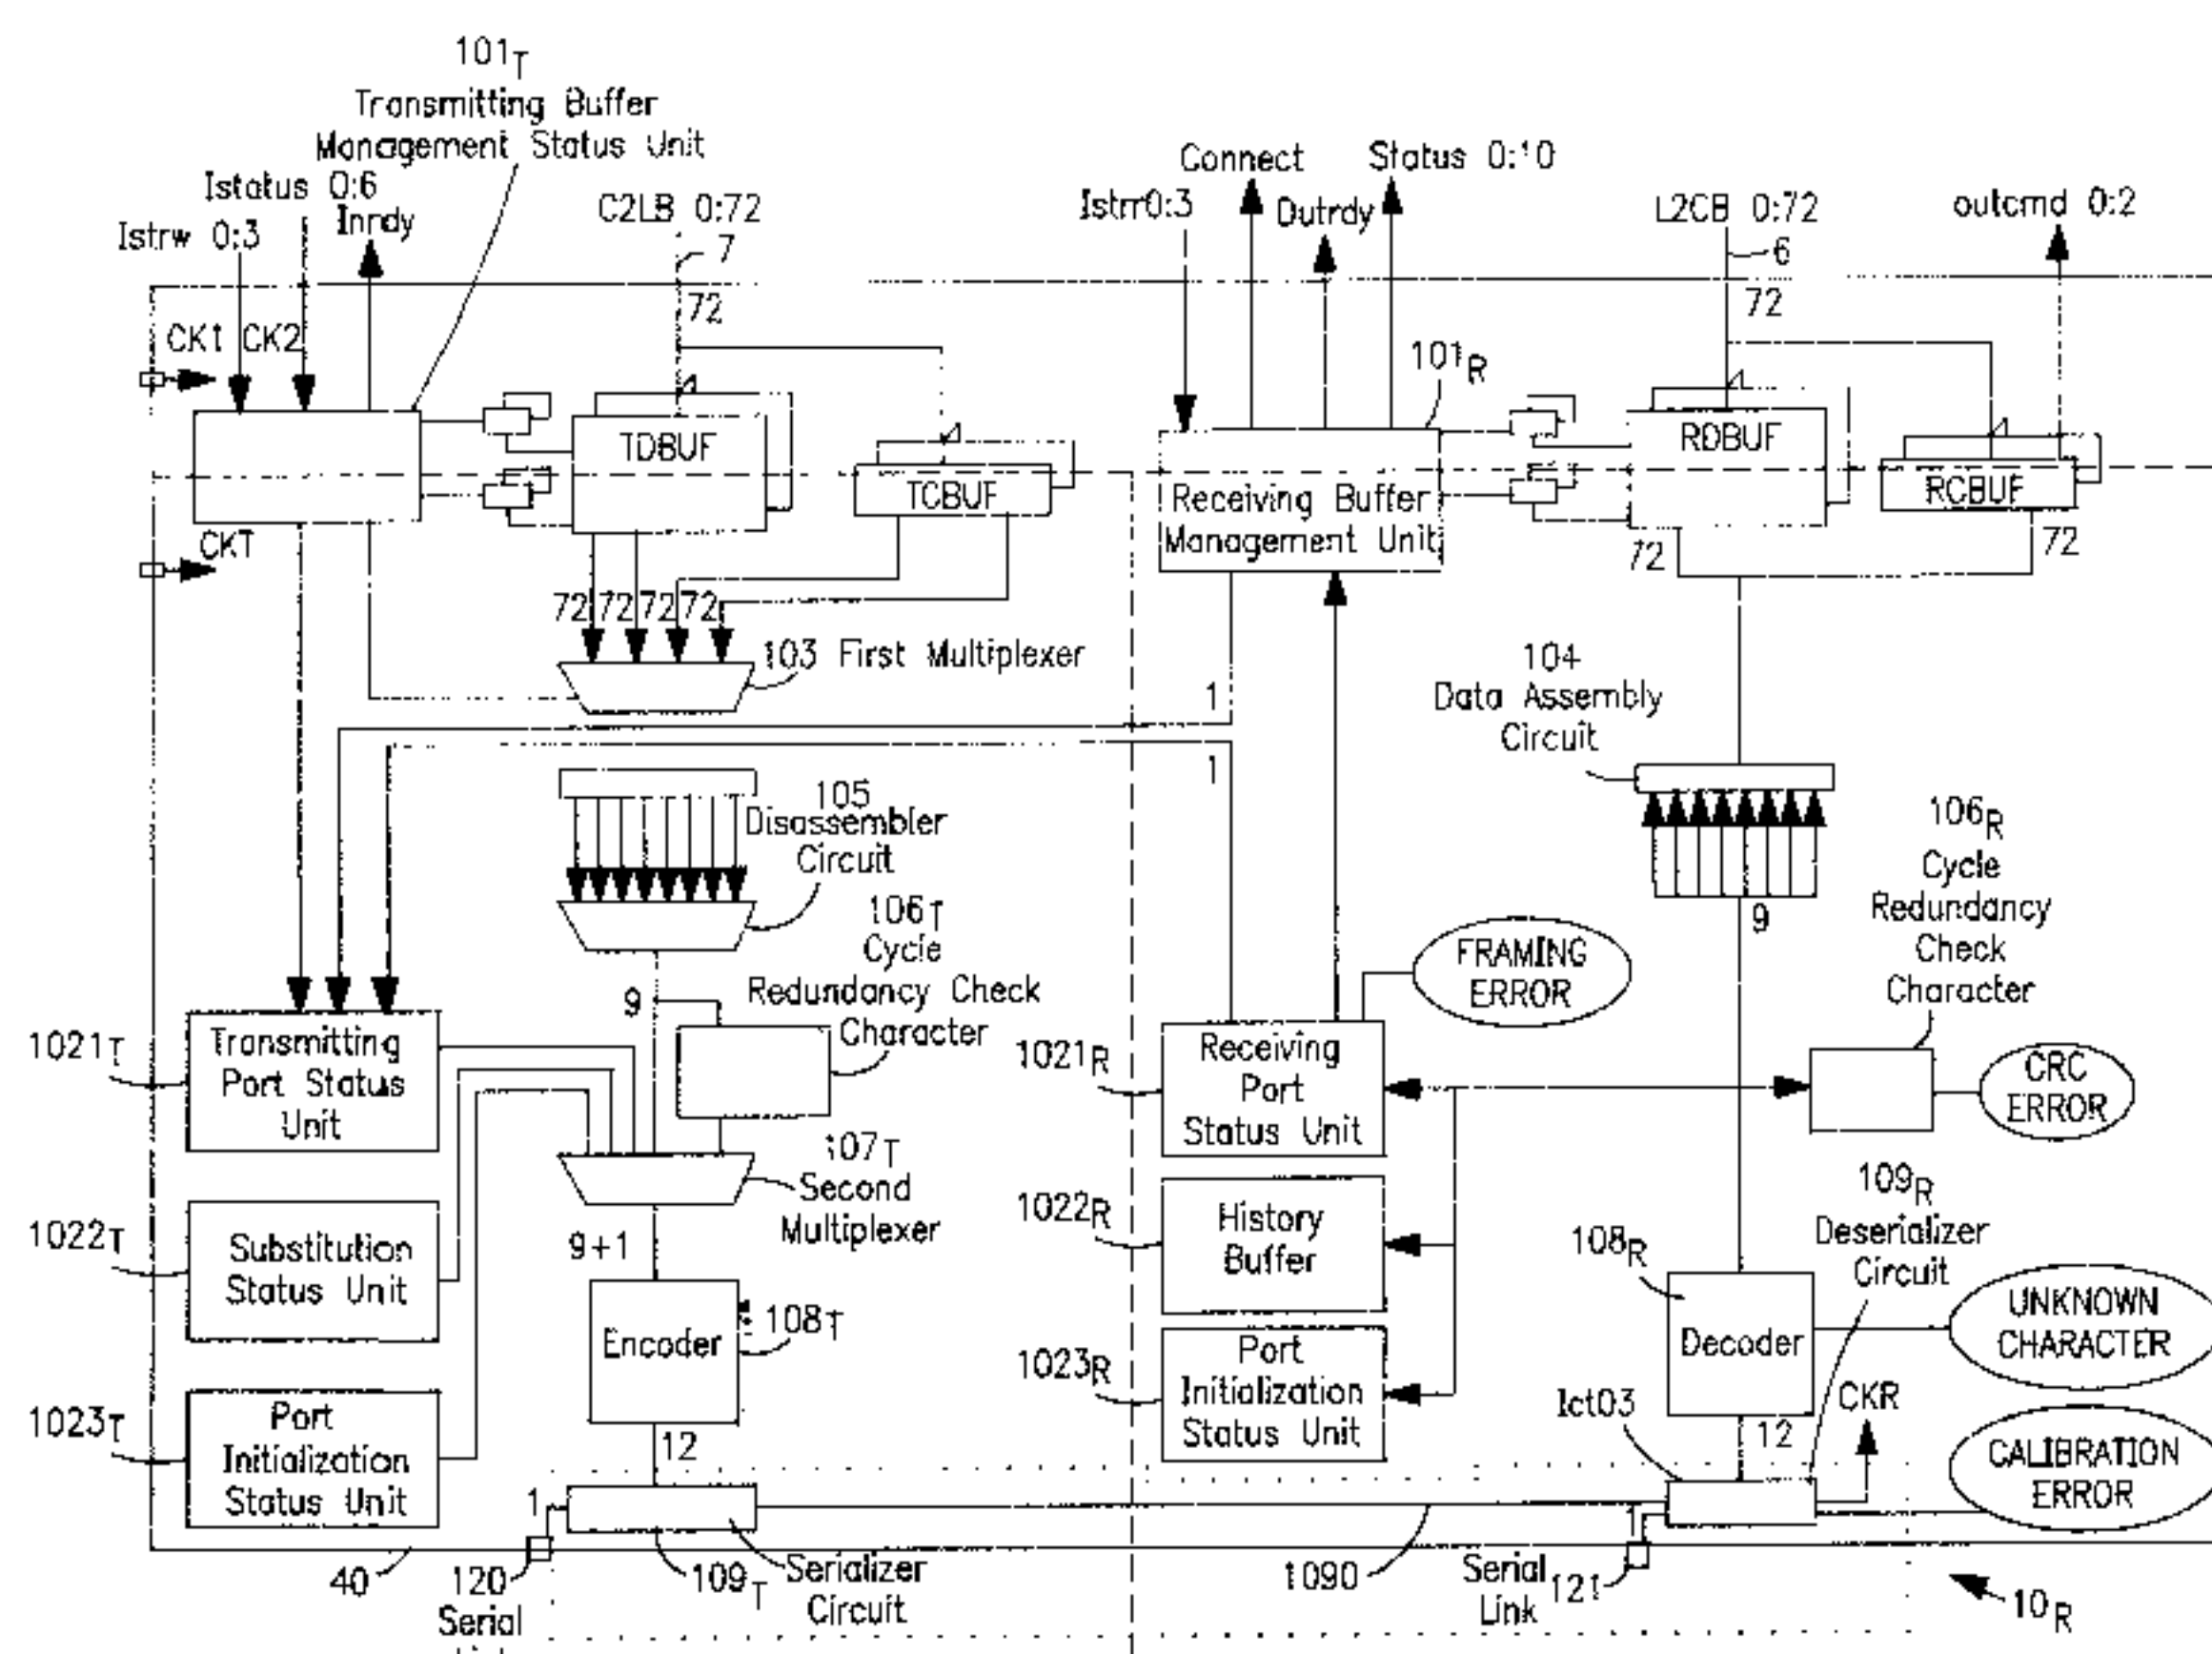 101T
Transmitting Buffer
Management Status Unit
Istatus 0:6
Istrw 0:3
Inrdy
C2LB 0:72
7
72
CK1
CK2
CKT
TDBUF
TCBUF
72 72 72 72
103 First Multiplexer
Connect
Status 0:10
Istrr0:3
Outrdy
L2CB 0:72
6
72
outcmd 0:2
101R
Receiving Buffer
Management Unit
RDBUF
RCBUF
72
72
1
1
104
Data Assembly
Circuit
105
Disassembler
Circuit
106T
Cycle
Redundancy Check
Character
9
9
106R
Cycle
Redundancy
Check
Character
FRAMING
ERROR
CRC
ERROR
1021T
Transmitting
Port Status
Unit
1021R
Receiving
Port
Status Unit
107T
Second
Multiplexer
9+1
1022T
Substitution
Status Unit
1022R
History
Buffer
109R
Deserializer
Circuit
108R
Decoder
UNKNOWN
CHARACTER
Encoder
108T
1023T
Port
Initialization
Status Unit
1023R
Port
Initialization
Status Unit
lct03
CKR
12
12
CALIBRATION
ERROR
1
1
40
120
Serial
109T
Serializer
Circuit
1090
Serial
Link
121
10R